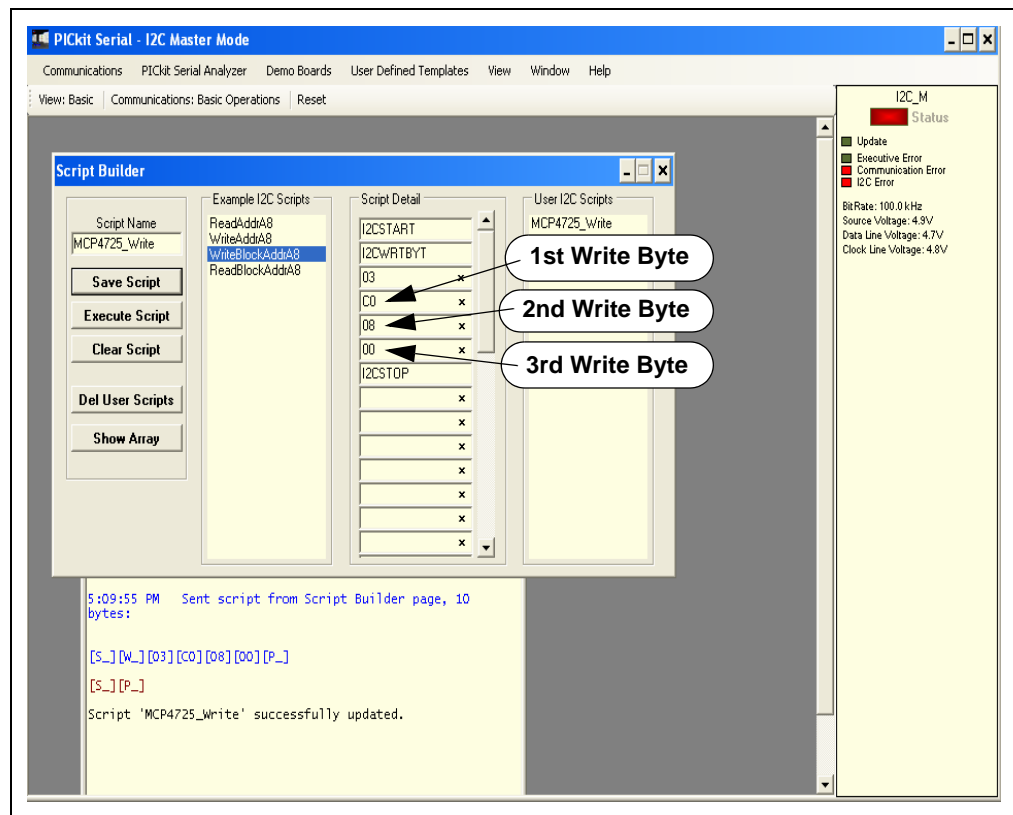 PICkit Serial - I2C Master Mode
Communications PICkit Serial Analyzer Demo Boards User Defined Templates View Window Help
View: Basic Communications: Basic Operations Reset
I2C_M
Status
Update
Executive Error
Communication Error
I2C Error
BitRate: 100.0 kHz
Source Voltage: 4.9V
Data Line Voltage: 4.7V
Clock Line Voltage: 4.8V
Script Builder
Script Name
MCP4725_Write
Save Script
Execute Script
Clear Script
Del User Scripts
Show Array
Example I2C Scripts
ReadAddrA8
WriteAddrA8
WriteBlockAddrA8
ReadBlockAddrA8
Script Detail
I2CSTART
I2CWRTBYT
03
C0
08
00
I2CSTOP
User I2C Scripts
MCP4725_Write
1st Write Byte
2nd Write Byte
3rd Write Byte
5:09:55 PM Sent script from Script Builder page, 10
bytes:
[S_][W_][03][C0][08][00][P_]
[S_][P_]
Script 'MCP4725_Write' successfully updated.